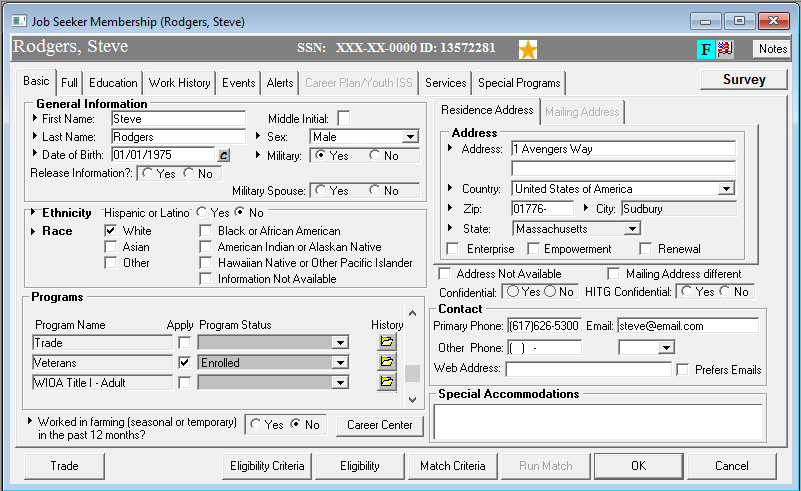 Job Seeker Membership (Rodgers, Steve)
Rodgers, Steve SSN: XXX-XX-0000 ID: 13572281 F Notes
Basic Full Education Work History Events Alerts Career Plan/Youth ISS Services Special Programs Survey
General Information
First Name: Steve Middle Initial:
Last Name: Rodgers Sex: Male
Date of Birth: 01/01/1975 c Military: Yes No
Release Information?: Yes No
Military Spouse: Yes No
Ethnicity Hispanic or Latino Yes No
Race White Black or African American
Asian American Indian or Alaskan Native
Other Hawaiian Native or Other Pacific Islander
Information Not Available
Programs
Program Name Apply Program Status History
Trade
Veterans Enrolled
WIOA Title I - Adult
Worked in farming (seasonal or temporary)
in the past 12 months? Yes No Career Center
Residence Address Mailing Address
Address
Address: 1 Avengers Way
Country: United States of America
Zip: 01776- City: Sudbury
State: Massachusetts
Enterprise Empowerment Renewal
Address Not Available Mailing Address different
Confidential: Yes No HITG Confidential: Yes No
Contact
Primary Phone: (617)626-5300 Email: steve@email.com
Other Phone: ( ) -
Web Address: Prefers Emails
Special Accommodations
Trade Eligibility Criteria Eligibility Match Criteria Run Match OK Cancel